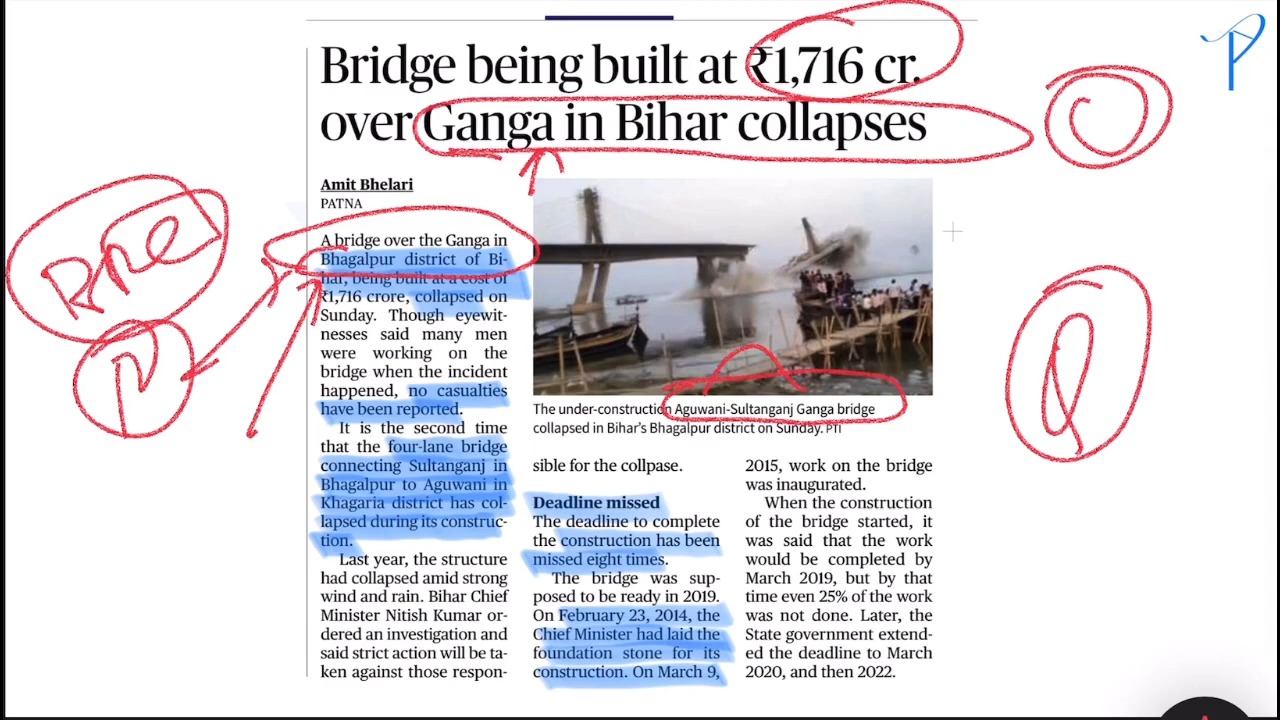 Bridge being built at ₹1,716 cr.
over Ganga in Bihar collapses
Amit Bhelari
PATNA
A bridge over the Ganga in
Bhagalpur district of Bi-
har, being built at a cost of
₹1,716 crore, collapsed on
Sunday. Though eyewit-
nesses said many men
were working on the
bridge when the incident
happened, no casualties
have been reported.
It is the second time
that the four-lane bridge
connecting Sultanganj in
Bhagalpur to Aguwani in
Khagaria district has col-
lapsed during its construc-
tion.
Last year, the structure
had collapsed amid strong
wind and rain. Bihar Chief
Minister Nitish Kumar or-
dered an investigation and
said strict action will be ta-
ken against those respon-
The under-construction Aguwani-Sultanganj Ganga bridge
collapsed in Bihar's Bhagalpur district on Sunday. PTI
sible for the collpase.
Deadline missed
The deadline to complete
the construction has been
missed eight times.
The bridge was sup-
posed to be ready in 2019.
On February 23, 2014, the
Chief Minister had laid the
foundation stone for its
construction. On March 9,
2015, work on the bridge
was inaugurated.
When the construction
of the bridge started, it
was said that the work
would be completed by
March 2019, but by that
time even 25% of the work
was not done. Later, the
State government extend-
ed the deadline to March
2020, and then 2022.